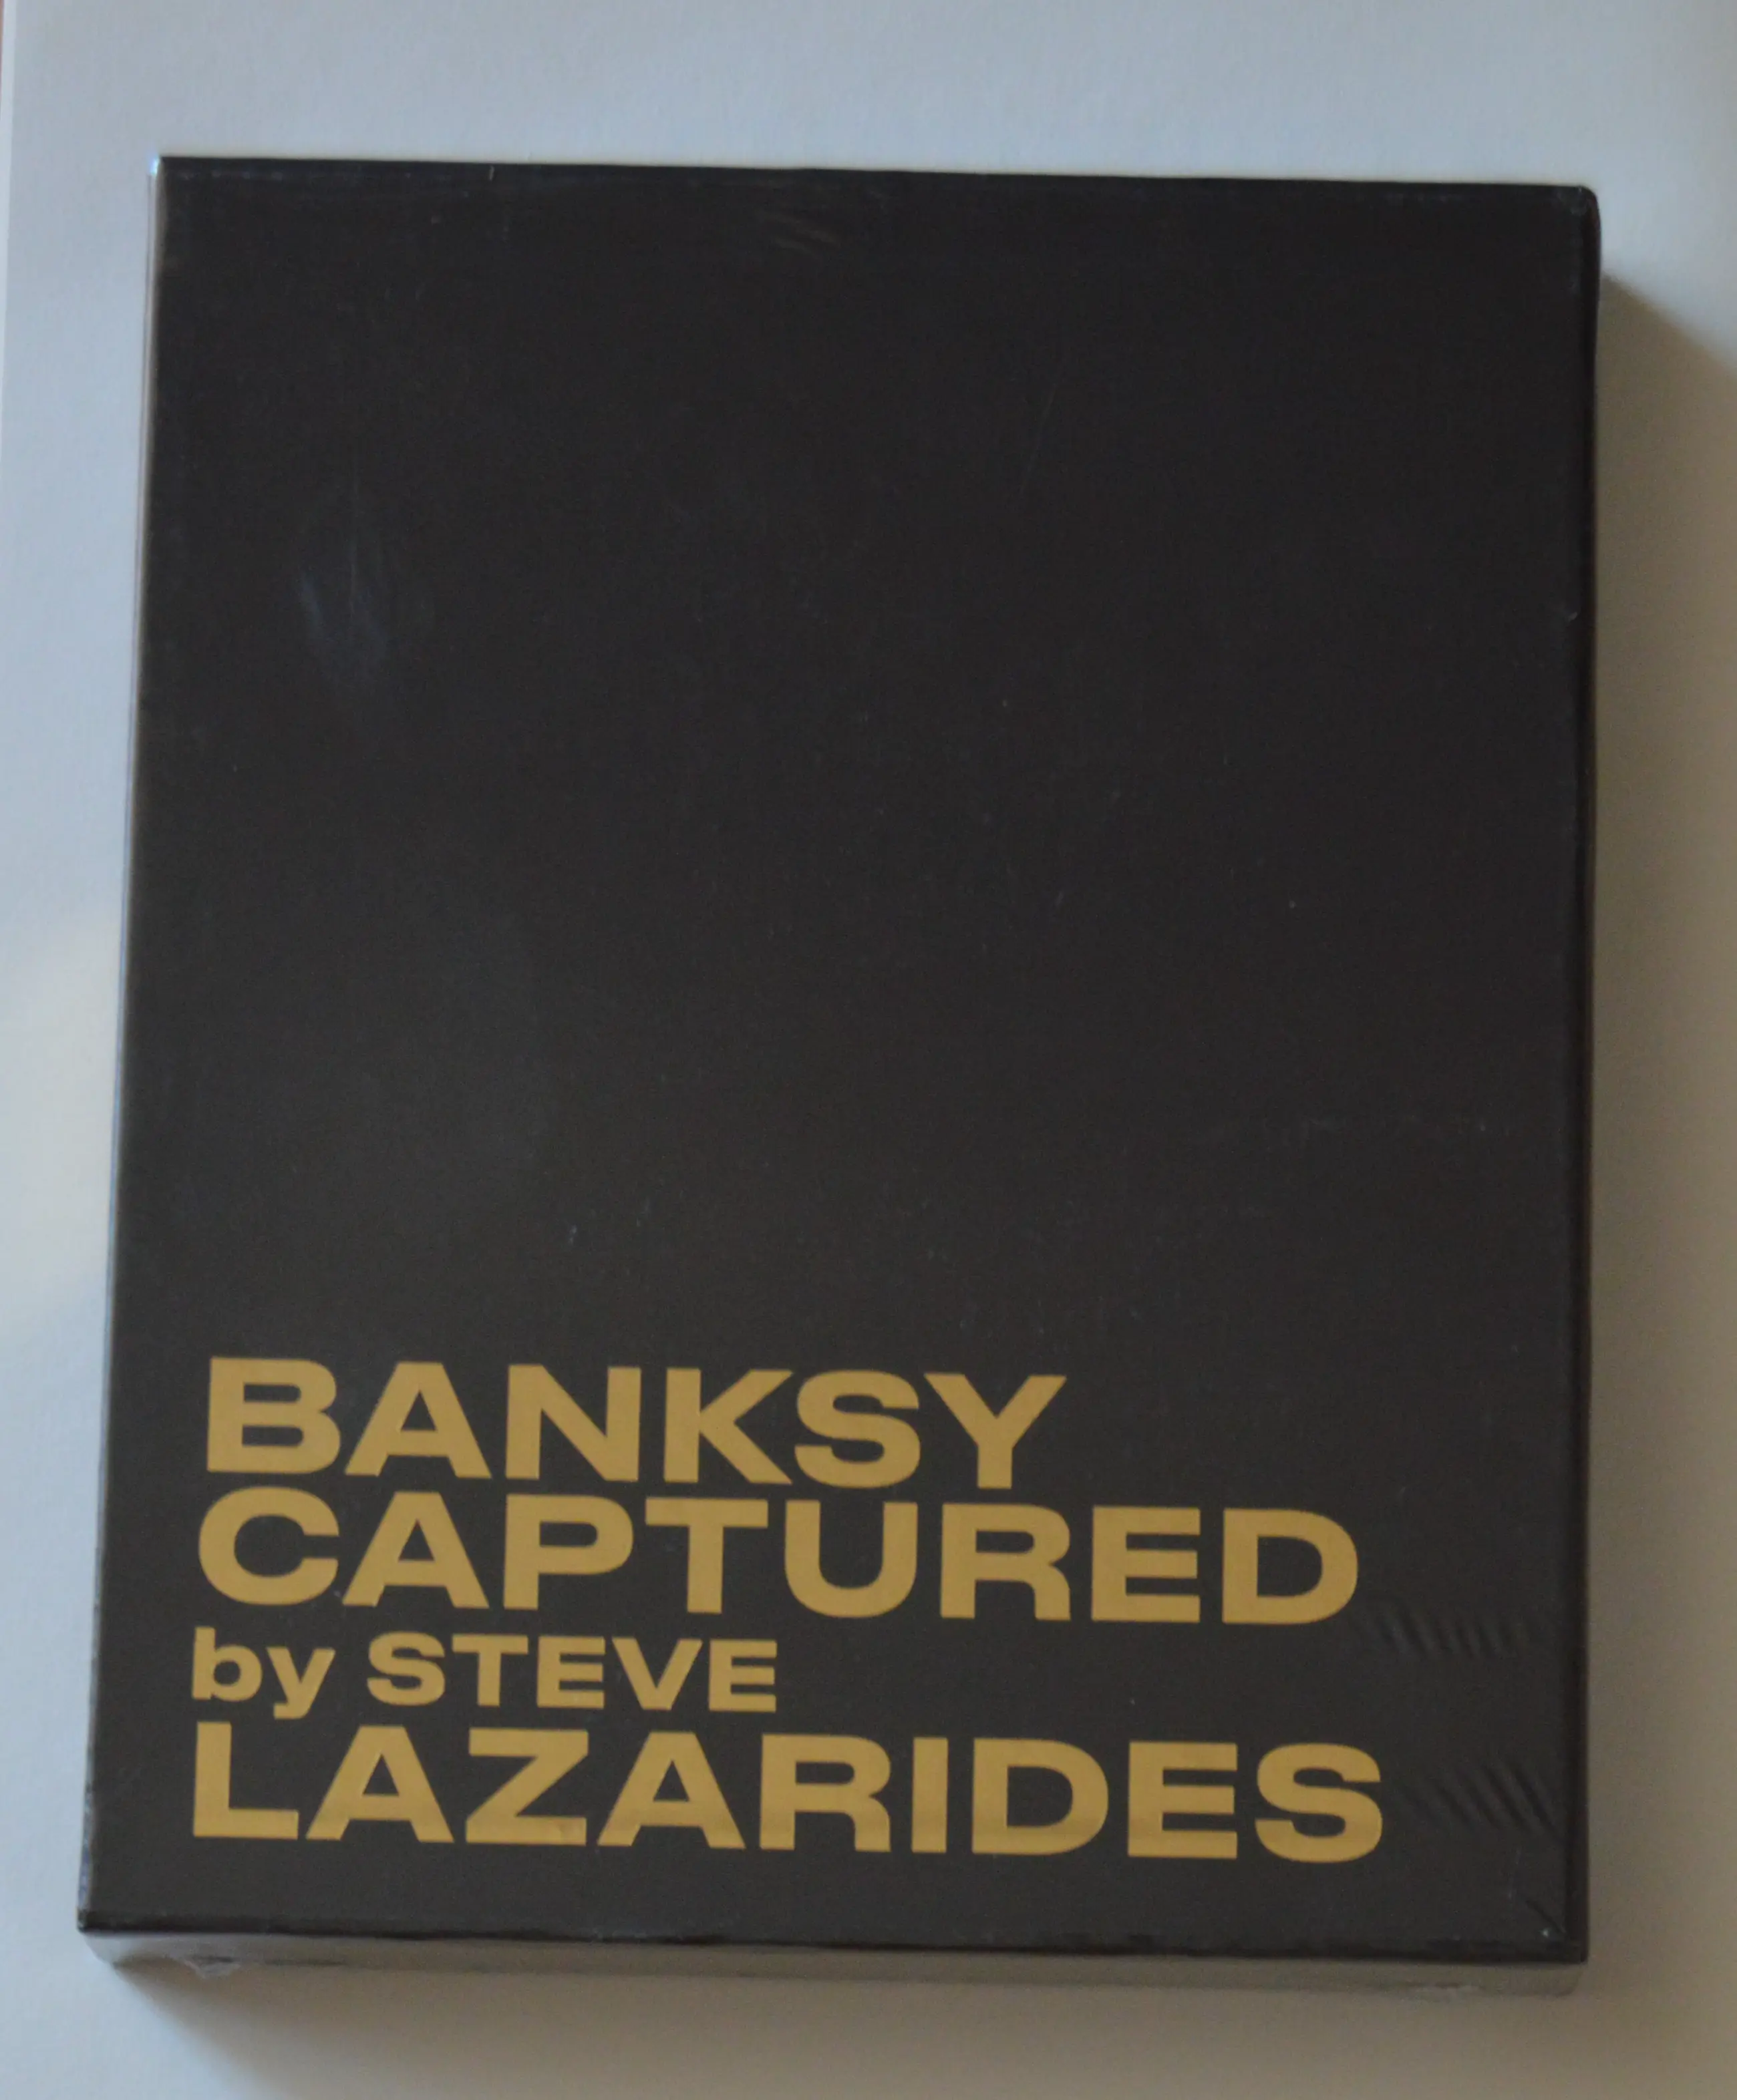 BANKSY
CAPTURED
by STEVE
LAZARIDES